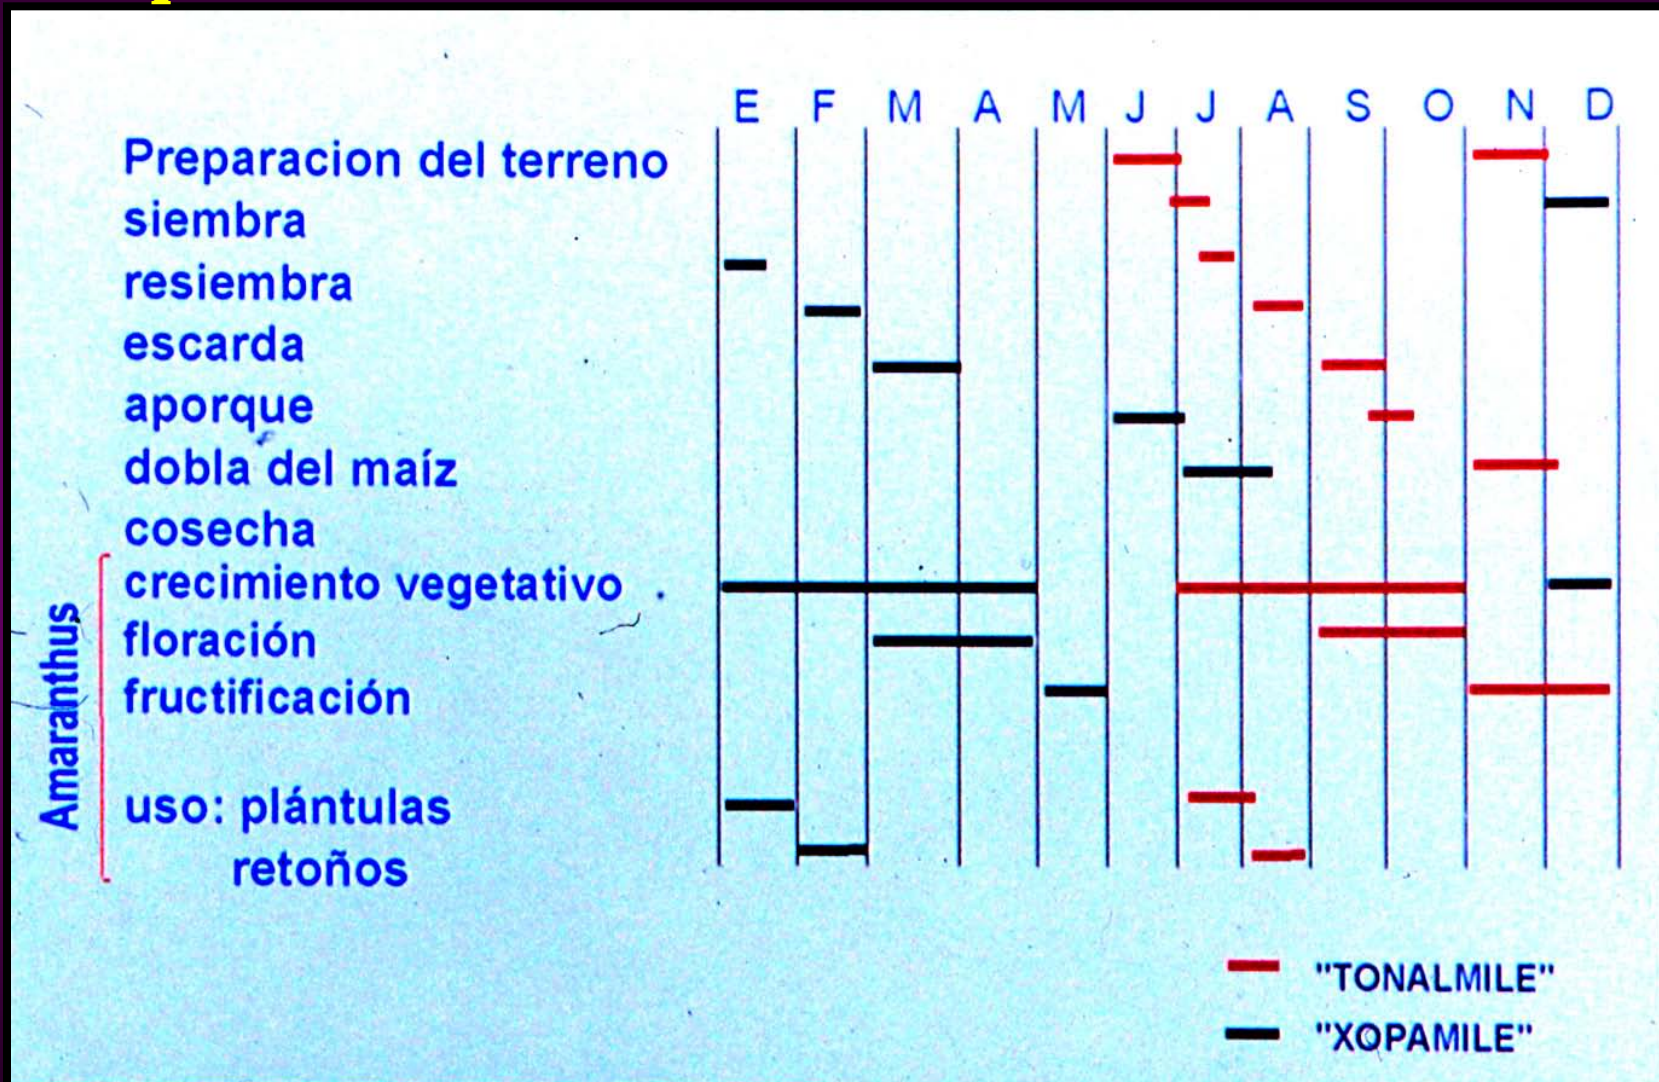 E F M A M J J A S O N D
Preparacion del terreno
siembra
resiembra
escarda
aporque
dobla del maíz
cosecha
crecimiento vegetativo
floración
fructificación
uso: plántulas
retoños
Amaranthus
"TONALMILE"
"XOPAMILE"